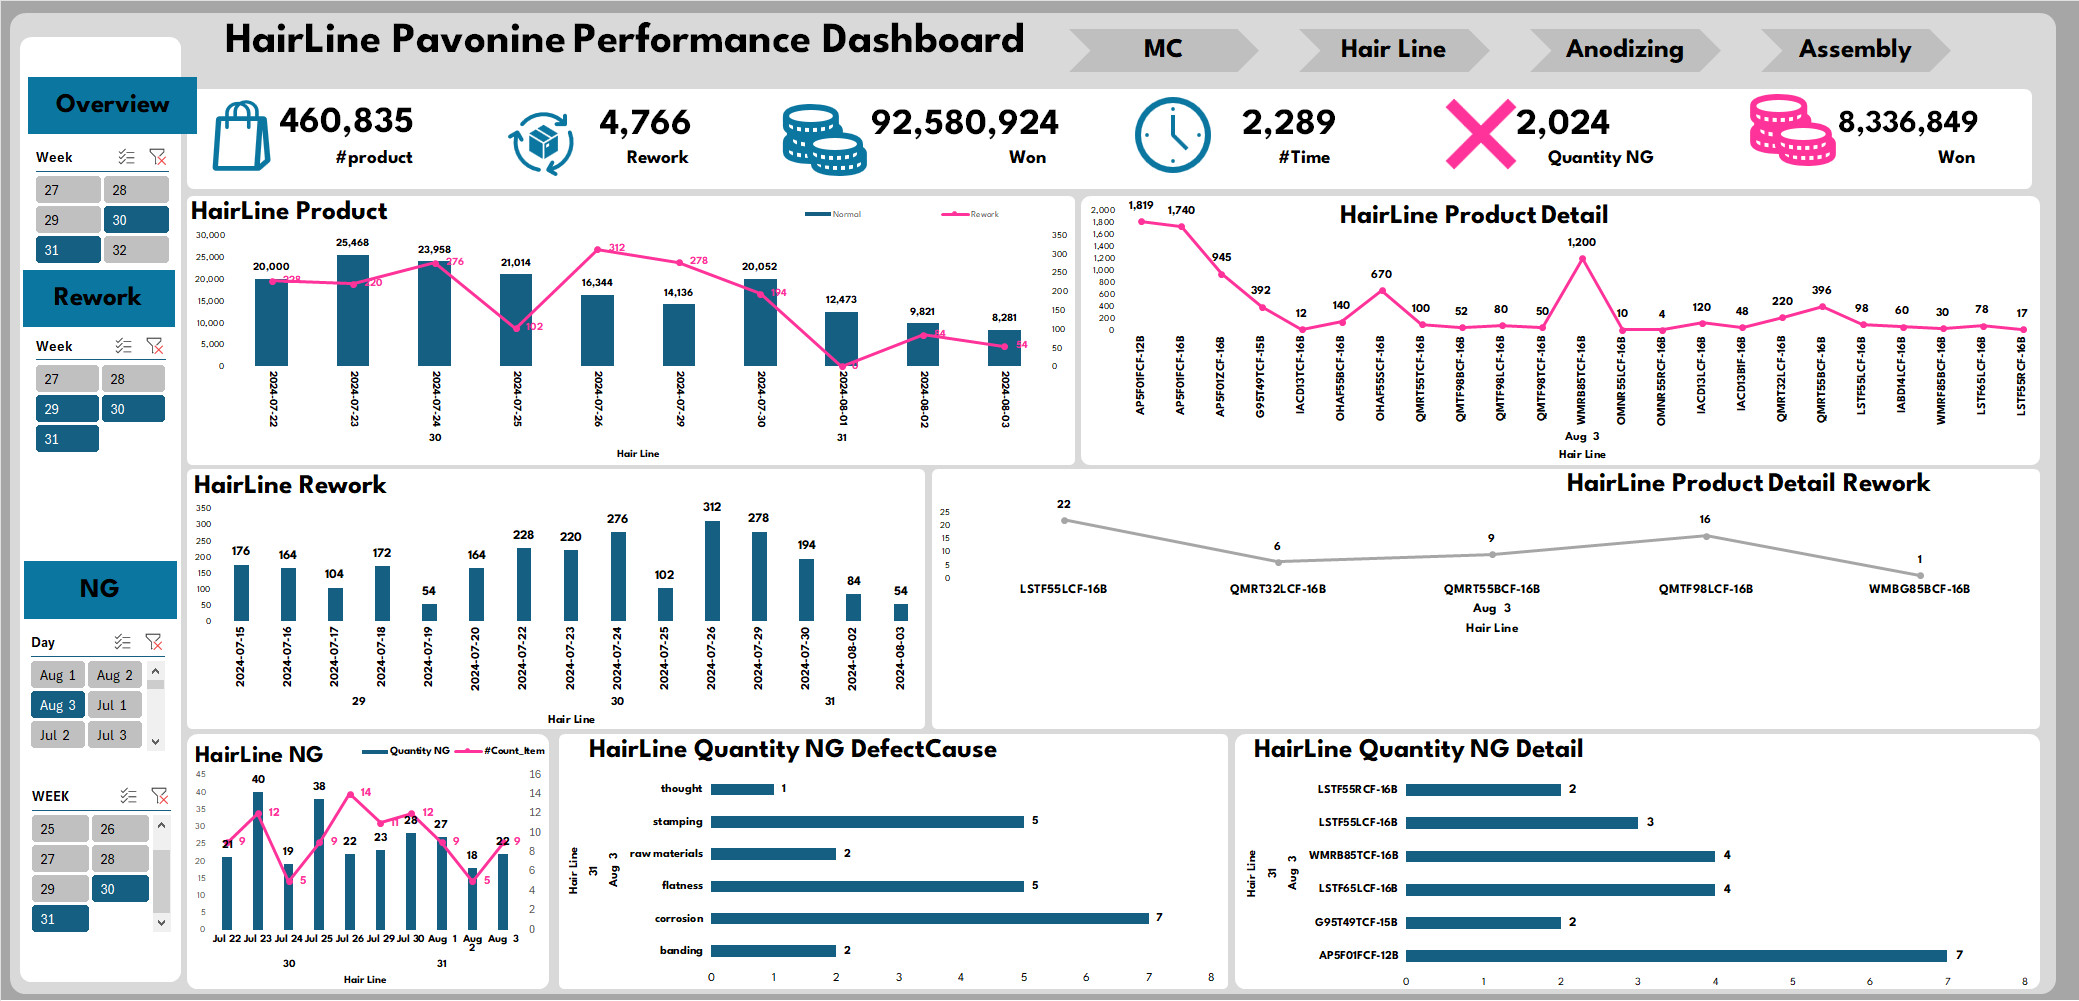 HairLine Pavonine Performance Dashboard
MC
Hair Line
Anodizing
Assembly
Overview
460,835
#product
4,766
Rework
92,580,924
Won
2,289
#Time
2,024
Quantity NG
8,336,849
Won
Week
27 28
29 30
31 32
Rework
Week
27 28
29 30
31
NG
Day
Aug 1 Aug 2
Aug 3 Jul 1
Jul 2 Jul 3
WEEK
25 26
27 28
29 30
31
HairLine Product
Normal
Rework
30,000
25,000
20,000
15,000
10,000
5,000
0
350
300
250
200
150
100
50
0
20,000
25,468
23,958
21,014
16,344
14,136
20,052
12,473
9,821
8,281
228
220
276
102
312
278
194
0
84
54
2024-07-22
2024-07-23
2024-07-24
2024-07-25
2024-07-26
2024-07-29
2024-07-30
2024-08-01
2024-08-02
2024-08-03
30
31
Hair Line
HairLine Product Detail
2,000
1,800
1,600
1,400
1,200
1,000
800
600
400
200
0
1,819
1,740
945
392
12
140
670
100
52
80
50
1,200
10
4
120
48
220
396
98
60
30
78
17
AP5F01FCF-12B
AP5F01FCF-16B
AP5F01ZCF-16B
G95T49TCF-15B
IACD13TCF-16B
OHAF55BCF-16B
OHAF55SCF-16B
QMRT55TCF-16B
QMTF98BCF-16B
QMTF98LCF-16B
QMTF98TCF-16B
WMRB85TCF-16B
OMNR55LCF-16B
OMNR55RCF-16B
IACD13LCF-16B
IACD13BIF-16B
QMRT32LCF-16B
QMRT55BCF-16B
LSTF55LCF-16B
IABD14LCF-16B
WMRF85BCF-16B
LSTF65LCF-16B
LSTF55RCF-16B
Aug 3
Hair Line
HairLine Rework
350
300
250
200
150
100
50
0
176
164
104
172
54
164
228
220
276
102
312
278
194
84
54
2024-07-15
2024-07-16
2024-07-17
2024-07-18
2024-07-19
2024-07-20
2024-07-22
2024-07-23
2024-07-24
2024-07-25
2024-07-26
2024-07-29
2024-07-30
2024-08-02
2024-08-03
29
30
31
Hair Line
HairLine Product Detail Rework
25
20
15
10
5
0
22
6
9
16
1
LSTF55LCF-16B
QMRT32LCF-16B
QMRT55BCF-16B
QMTF98LCF-16B
WMBG85BCF-16B
Aug 3
Hair Line
HairLine NG
Quantity NG
#Count_Item
45
40
35
30
25
20
15
10
5
0
16
14
12
10
8
6
4
2
0
21
40
19
38
22
23
28
27
18
22
9
12
5
9
14
11
12
9
5
9
Jul 22 Jul 23 Jul 24 Jul 25 Jul 26 Jul 29 Jul 30 Aug 1 Aug 2 Aug 3
30
31
Hair Line
HairLine Quantity NG DefectCause
thought 1
stamping 5
raw materials 2
flatness 5
corrosion 7
banding 2
Hair Line
31
Aug 3
0 1 2 3 4 5 6 7 8
HairLine Quantity NG Detail
LSTF55RCF-16B 2
LSTF55LCF-16B 3
WMRB85TCF-16B 4
LSTF65LCF-16B 4
G95T49TCF-15B 2
AP5F01FCF-12B 7
Hair Line
31
Aug 3
0 1 2 3 4 5 6 7 8